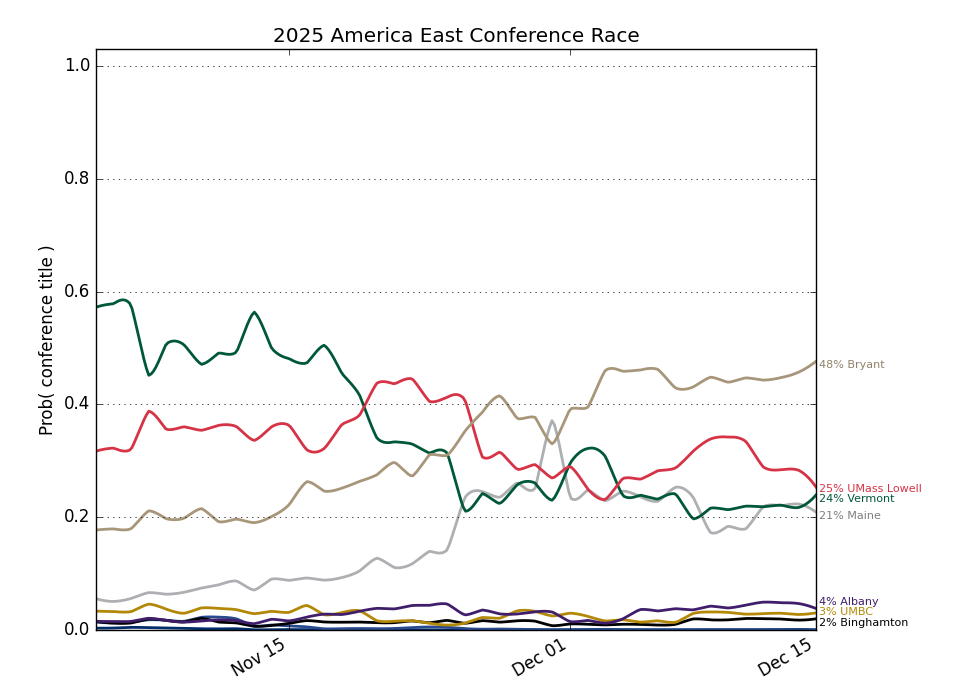 2025 America East Conference Race
Prob( conference title )
1.0
0.8
0.6
0.4
0.2
0.0
48% Bryant
25% UMass Lowell
24% Vermont
21% Maine
4% Albany
3% UMBC
2% Binghamton
Nov 15
Dec 01
Dec 15